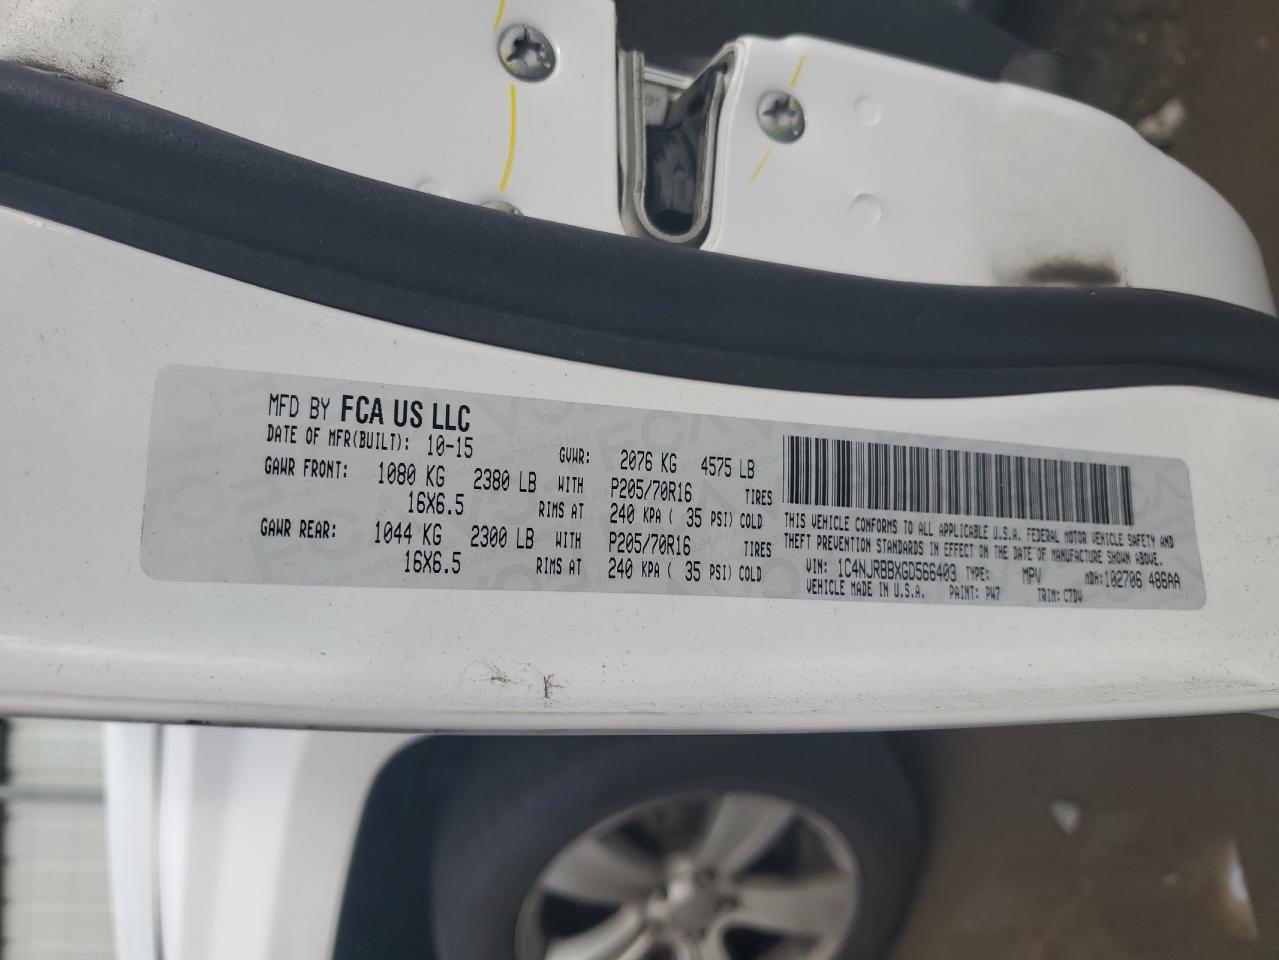 MFD BY FCA US LLC
DATE OF MFR(BUILT): 10-15 GVWR: 2076 KG 4575 LB
GAWR FRONT: 1080 KG 2380 LB WITH P205/70R16 TIRES
16X6.5 RIMS AT 240 KPA ( 35 PSI) COLD
GAWR REAR: 1044 KG 2300 LB WITH P205/70R16 TIRES
16X6.5 RIMS AT 240 KPA ( 35 PSI) COLD
THIS VEHICLE CONFORMS TO ALL APPLICABLE U.S.A. FEDERAL MOTOR VEHICLE SAFETY AND
THEFT PREVENTION STANDARDS IN EFFECT ON THE DATE OF MANUFACTURE SHOWN ABOVE.
VIN: 1C4NJRBBXGD566403 TYPE: MPV MDH: 102706 486AA
VEHICLE MADE IN U.S.A. PAINT: PW7 TRIM: C7DV